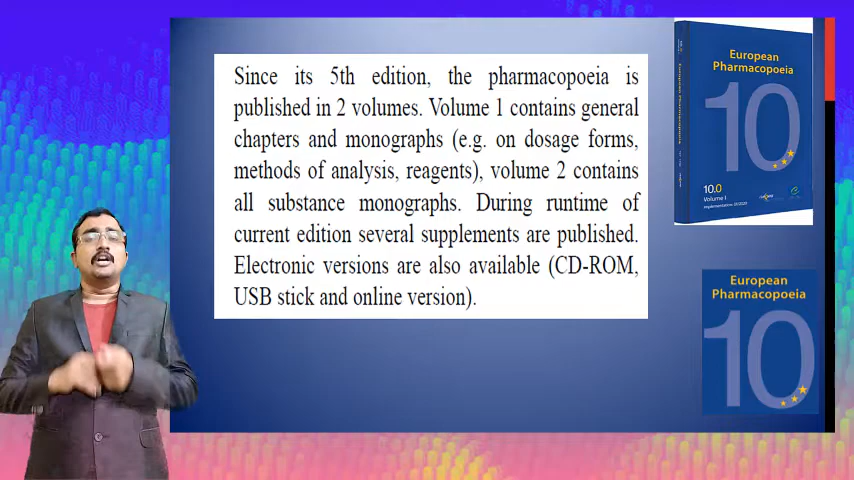 Since its 5th edition, the pharmacopoeia is
published in 2 volumes. Volume 1 contains general
chapters and monographs (e.g. on dosage forms,
methods of analysis, reagents), volume 2 contains
all substance monographs. During runtime of
current edition several supplements are published.
Electronic versions are also available (CD-ROM,
USB stick and online version).
European
Pharmacopoeia
10
10.0
Volume 1
European Pharmacopoeia
European
Pharmacopoeia
10